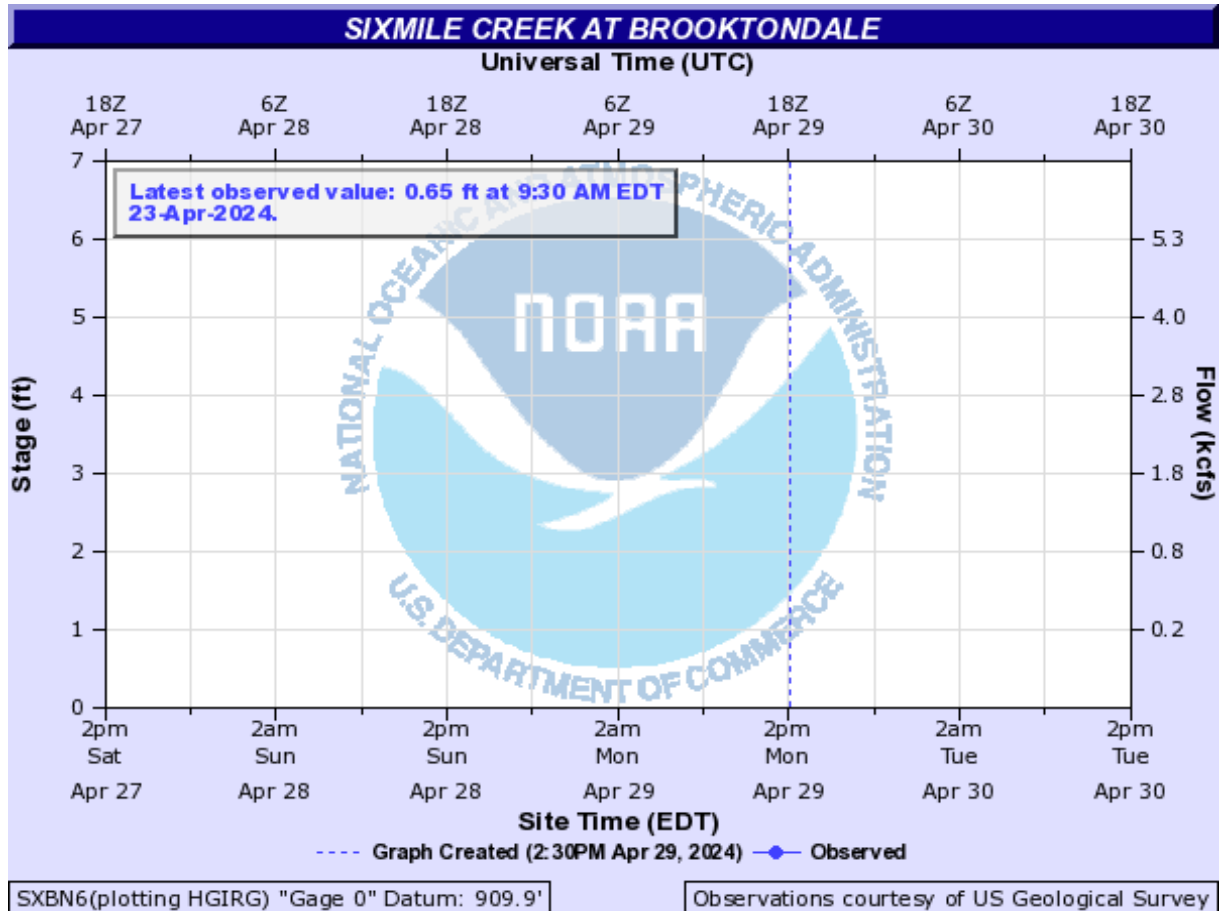 SIXMILE CREEK AT BROOKTONDALE
Universal Time (UTC)
18Z 6Z 18Z 6Z 18Z 6Z 18Z
Apr 27 Apr 28 Apr 28 Apr 29 Apr 29 Apr 30 Apr 30
Latest observed value: 0.65 ft at 9:30 AM EDT
23-Apr-2024.
NATIONAL OCEANIC AND ATMOSPHERIC ADMINISTRATION
NOAA
U.S. DEPARTMENT OF COMMERCE
Stage (ft)
7
6
5
4
3
2
1
0
Flow (kcfs)
5.3
4.0
2.8
1.8
0.8
0.2
2pm 2am 2pm 2am 2pm 2am 2pm
Sat Sun Sun Mon Mon Tue Tue
Apr 27 Apr 28 Apr 28 Apr 29 Apr 29 Apr 30 Apr 30
Site Time (EDT)
Graph Created (2:30PM Apr 29, 2024) Observed
SXBN6(plotting HGIRG) "Gage 0" Datum: 909.9'
Observations courtesy of US Geological Survey